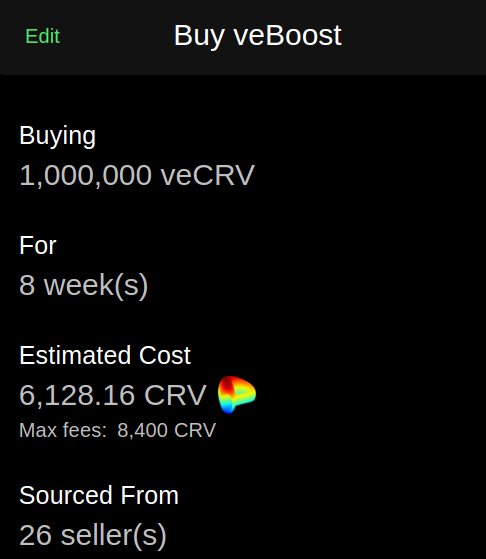 Edit
Buy veBoost
Buying
1,000,000 veCRV
For
8 week(s)
Estimated Cost
6,128.16 CRV
Max fees: 8,400 CRV
Sourced From
26 seller(s)